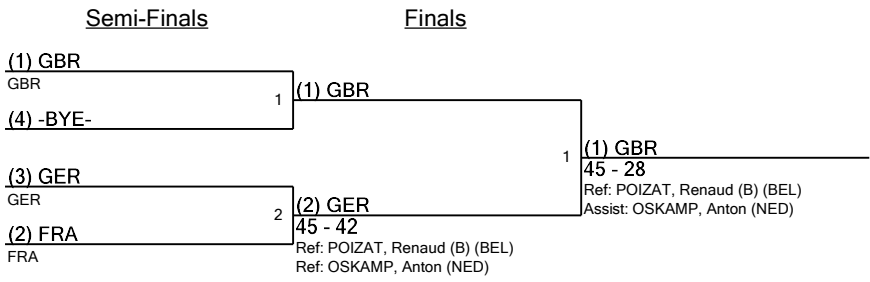 Semi-Finals
Finals
(1) GBR
GBR
(4) -BYE-
1
(1) GBR
(3) GER
GER
(2) FRA
FRA
2
(2) GER
45 - 42
Ref: POIZAT, Renaud (B) (BEL)
Ref: OSKAMP, Anton (NED)
1
(1) GBR
45 - 28
Ref: POIZAT, Renaud (B) (BEL)
Assist: OSKAMP, Anton (NED)